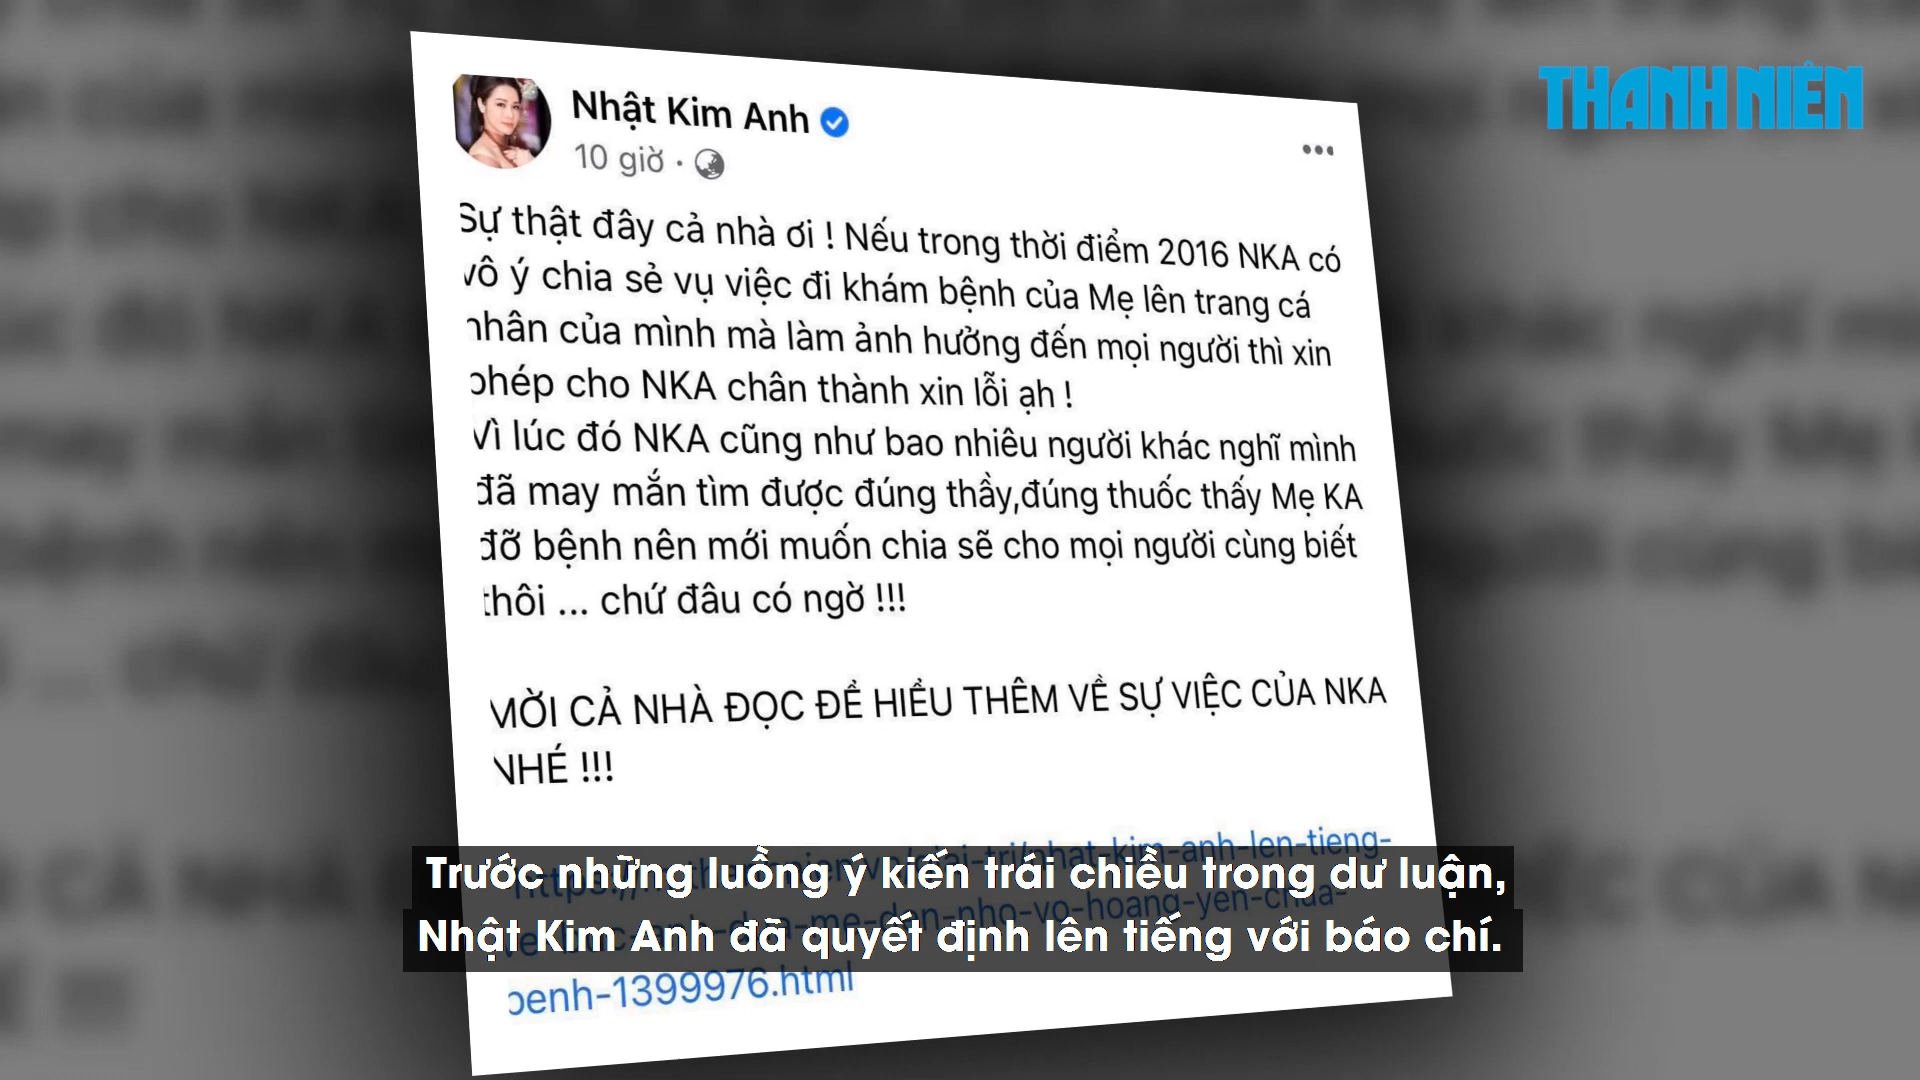 THANH NIÊN
Nhật Kim Anh
10 giờ ·
Sự thật đây cả nhà ơi ! Nếu trong thời điểm 2016 NKA có
vô ý chia sẻ vụ việc đi khám bệnh của Mẹ lên trang cá
nhân của mình mà làm ảnh hưởng đến mọi người thì xin
phép cho NKA chân thành xin lỗi ạh !
Vì lúc đó NKA cũng như bao nhiêu người khác nghĩ mình
đã may mắn tìm được đúng thầy,đúng thuốc thấy Mẹ KA
đỡ bệnh nên mới muốn chia sẽ cho mọi người cùng biết
thôi ... chứ đâu có ngờ !!!
MỜI CẢ NHÀ ĐỌC ĐỂ HIỂU THÊM VỀ SỰ VIỆC CỦA NKA
NHÉ !!!
benh-1399976.html
Trước những luồng ý kiến trái chiều trong dư luận,
Nhật Kim Anh đã quyết định lên tiếng với báo chí.